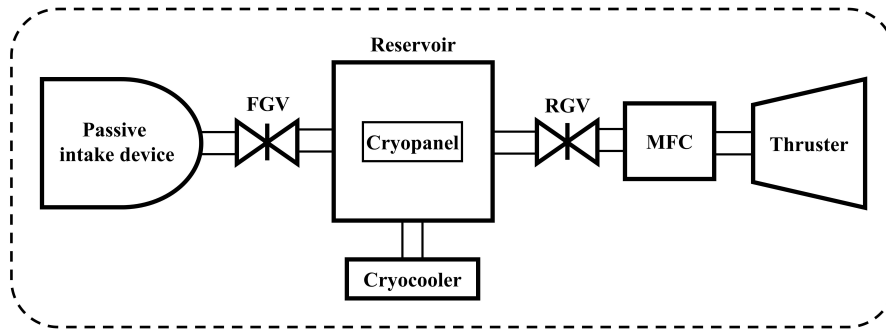 Reservoir
FGV
RGV
Passive
intake device
Cryopanel
MFC
Thruster
Cryocooler